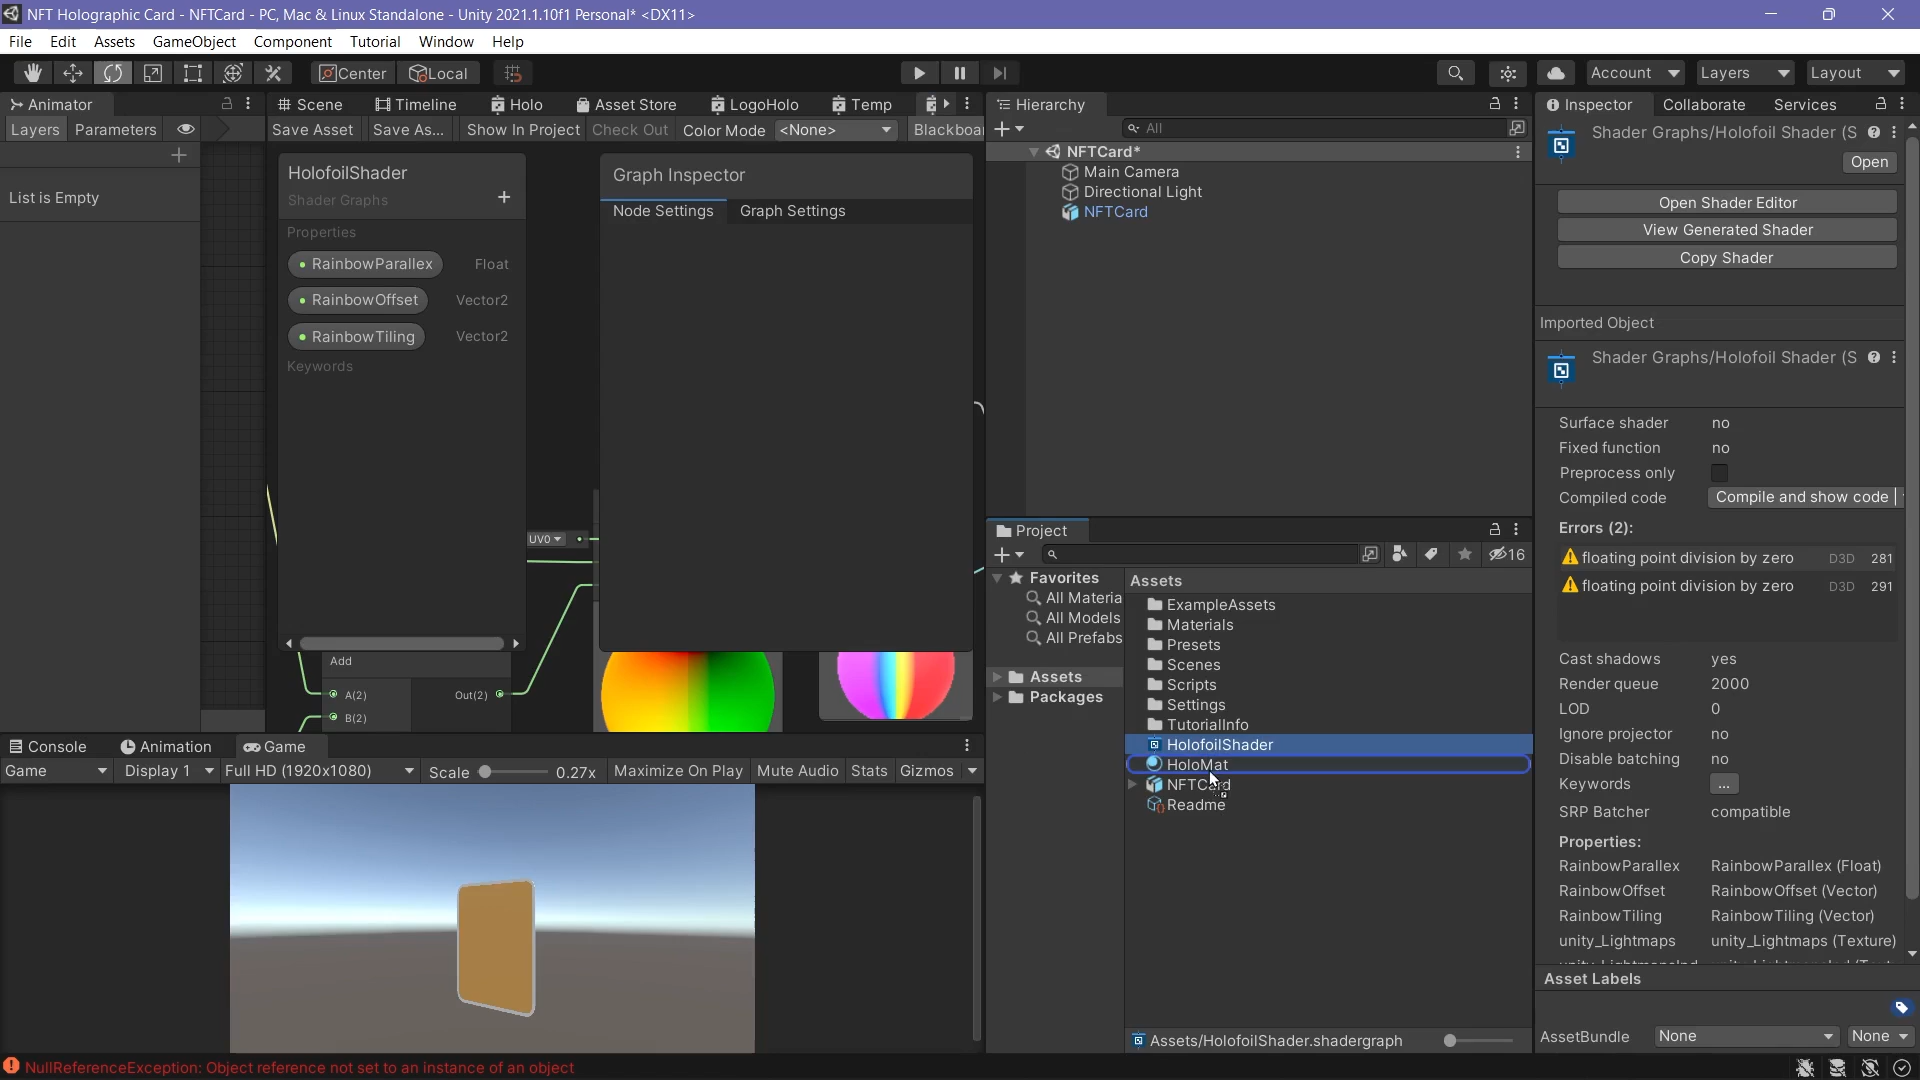 NFT Holographic Card - NFTCard - PC, Mac & Linux Standalone - Unity 2021.1.10f1 Personal* <DX11>
File Edit Assets GameObject Component Tutorial Window Help
Center Local Account Layers Layout
Animator
Layers Parameters
List is Empty
Scene Timeline Holo Asset Store LogoHolo Temp
Save Asset Save As... Show In Project Check Out Color Mode <None> Blackboar
HolofoilShader
Shader Graphs
Properties
RainbowParallex Float
RainbowOffset Vector2
RainbowTiling Vector2
Keywords
Graph Inspector
Node Settings Graph Settings
UV0
Add
A(2) Out(2)
B(2)
Hierarchy
All
NFTCard*
Main Camera
Directional Light
NFTCard
Project
16
Favorites
All Materia
All Models
All Prefabs
Assets
Packages
Assets
ExampleAssets
Materials
Presets
Scenes
Scripts
Settings
TutorialInfo
HolofoilShader
HoloMat
NFTCard
Readme
Assets/HolofoilShader.shadergraph
Inspector Collaborate Services
Shader Graphs/Holofoil Shader (S
Open
Open Shader Editor
View Generated Shader
Copy Shader
Imported Object
Shader Graphs/Holofoil Shader (S
Surface shader no
Fixed function no
Preprocess only
Compiled code Compile and show code |
Errors (2):
floating point division by zero D3D 281
floating point division by zero D3D 291
Cast shadows yes
Render queue 2000
LOD 0
Ignore projector no
Disable batching no
Keywords ...
SRP Batcher compatible
Properties:
RainbowParallex RainbowParallex (Float)
RainbowOffset RainbowOffset (Vector)
RainbowTiling RainbowTiling (Vector)
unity_Lightmaps unity_Lightmaps (Texture)
Asset Labels
AssetBundle None None
Console Animation Game
Game Display 1 Full HD (1920x1080) Scale 0.27x Maximize On Play Mute Audio Stats Gizmos
NullReferenceException: Object reference not set to an instance of an object